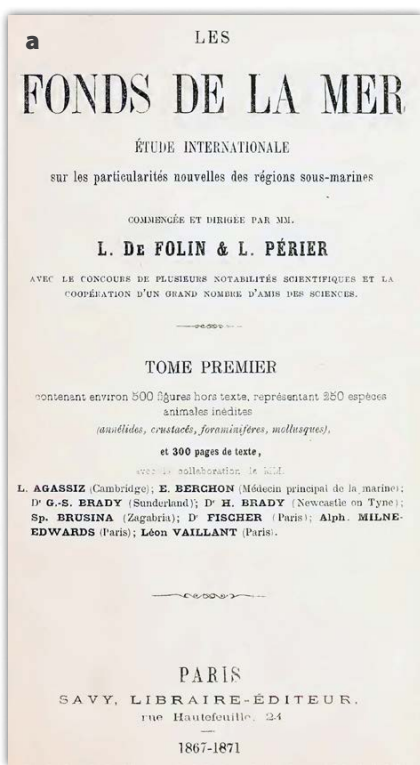 a
LES
FONDS DE LA MER
ÉTUDE INTERNATIONALE
sur les particularités nouvelles des régions sous-marines
COMMENCÉE ET DIRIGÉE PAR MM.
L. DE FOLIN & L. PÉRIER
AVEC LE CONCOURS DE PLUSIEURS NOTABILITÉS SCIENTIFIQUES ET LA
COOPÉRATION D'UN GRAND NOMBRE D'AMIS DES SCIENCES.
TOME PREMIER
contenant environ 500 figures hors texte, représentant 250 espèces
animales inédites
(annélides, crustacés, foraminifères, mollusques),
et 300 pages de texte,
avec la collaboration de MM.
L. AGASSIZ (Cambridge); E. BERCHON (Médecin principal de la marine);
Dr G.-S. BRADY (Sunderland); Dr H. BRADY (Newcastle on Tyne);
Sp. BRUSINA (Zagabria); Dr FISCHER (Paris); Alph. MILNE-
EDWARDS (Paris); Léon VAILLANT (Paris).
PARIS
SAVY, LIBRAIRE-ÉDITEUR,
rue Hautefeuille, 24
1867-1871